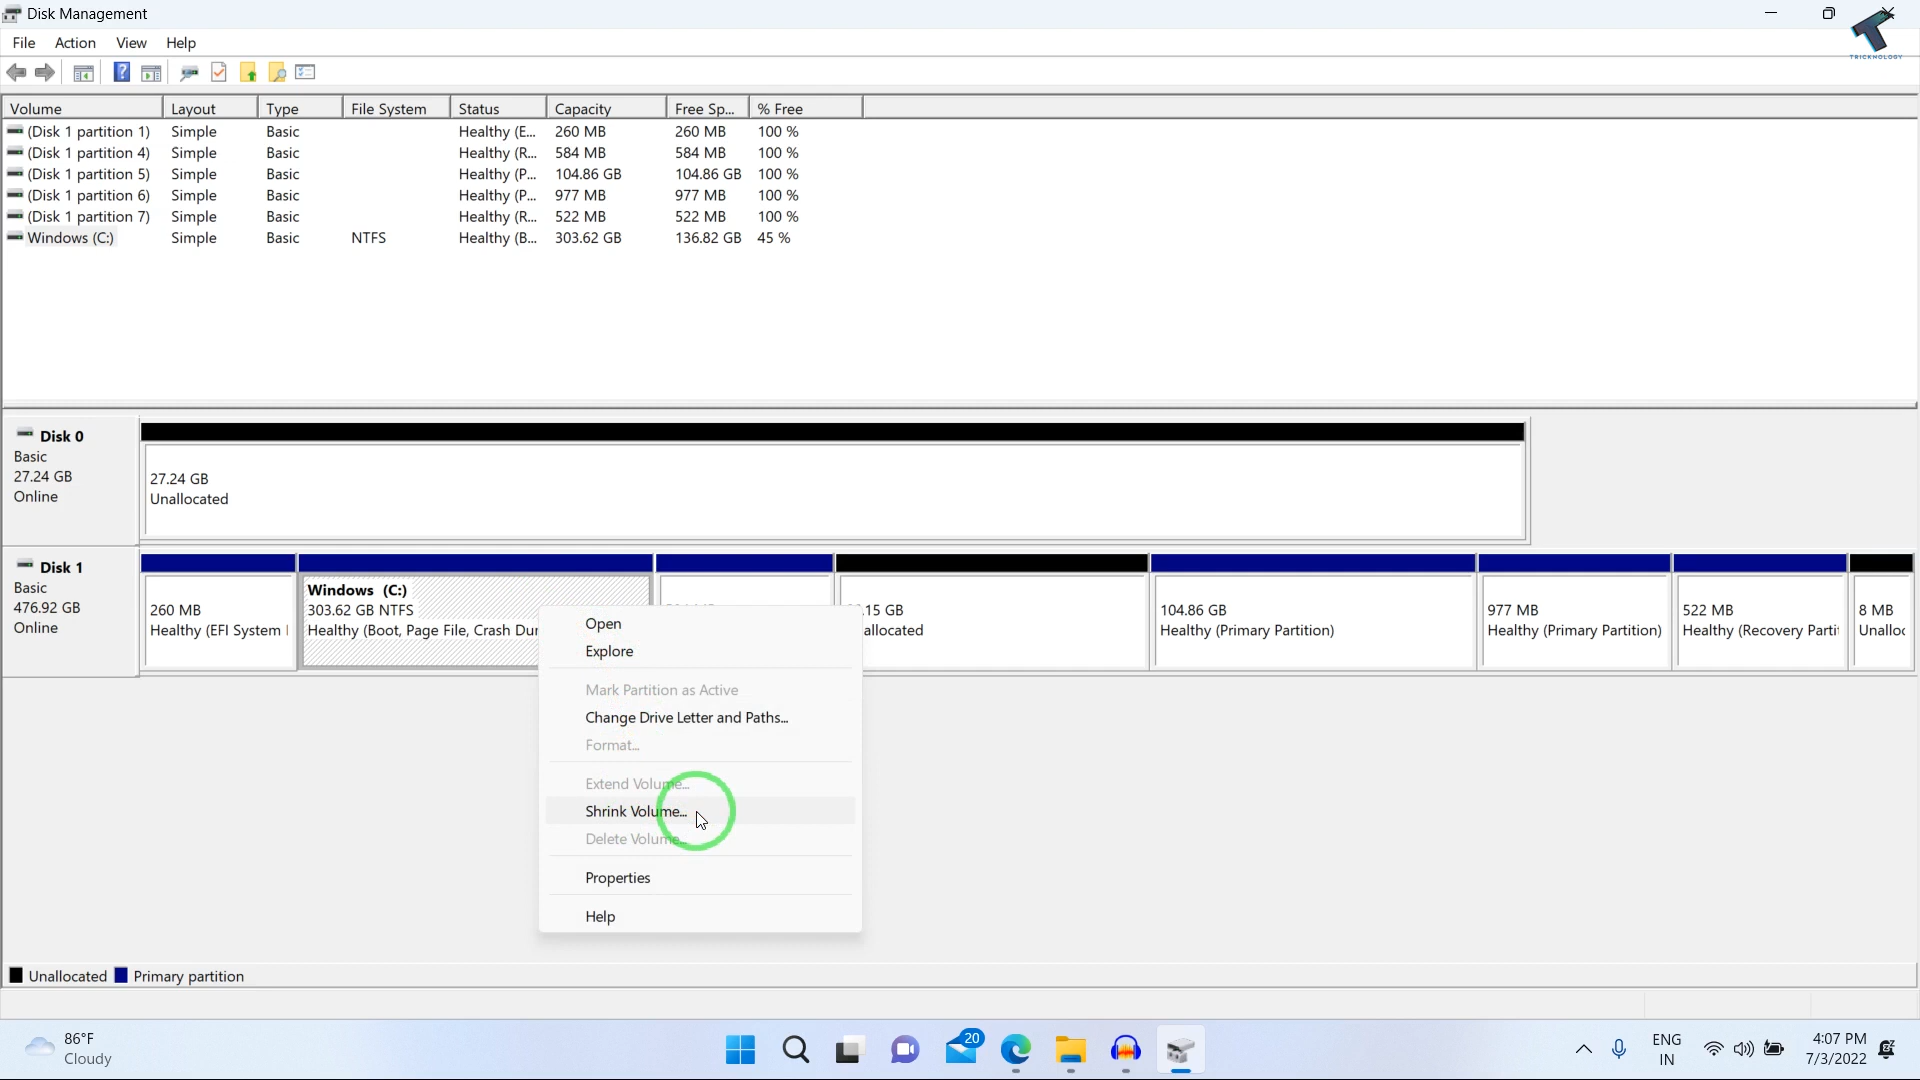 Disk Management
File Action View Help
TRICKNOLOGY
Volume Layout Type File System Status Capacity Free Sp... % Free
(Disk 1 partition 1) Simple Basic Healthy (E... 260 MB 260 MB 100 %
(Disk 1 partition 4) Simple Basic Healthy (R... 584 MB 584 MB 100 %
(Disk 1 partition 5) Simple Basic Healthy (P... 104.86 GB 104.86 GB 100 %
(Disk 1 partition 6) Simple Basic Healthy (P... 977 MB 977 MB 100 %
(Disk 1 partition 7) Simple Basic Healthy (R... 522 MB 522 MB 100 %
Windows (C:) Simple Basic NTFS Healthy (B... 303.62 GB 136.82 GB 45 %
Disk 0
Basic
27.24 GB
Online
27.24 GB
Unallocated
Disk 1
Basic
476.92 GB
Online
260 MB
Healthy (EFI System
Windows (C:)
303.62 GB NTFS
Healthy (Boot, Page File, Crash Dur
.15 GB
allocated
104.86 GB
Healthy (Primary Partition)
977 MB
Healthy (Primary Partition)
522 MB
Healthy (Recovery Parti
8 MB
Unalloc
Open
Explore
Mark Partition as Active
Change Drive Letter and Paths...
Format...
Extend Volume...
Shrink Volume...
Delete Volume...
Properties
Help
Unallocated Primary partition
86°F
Cloudy
20
ENG
IN
4:07 PM
7/3/2022